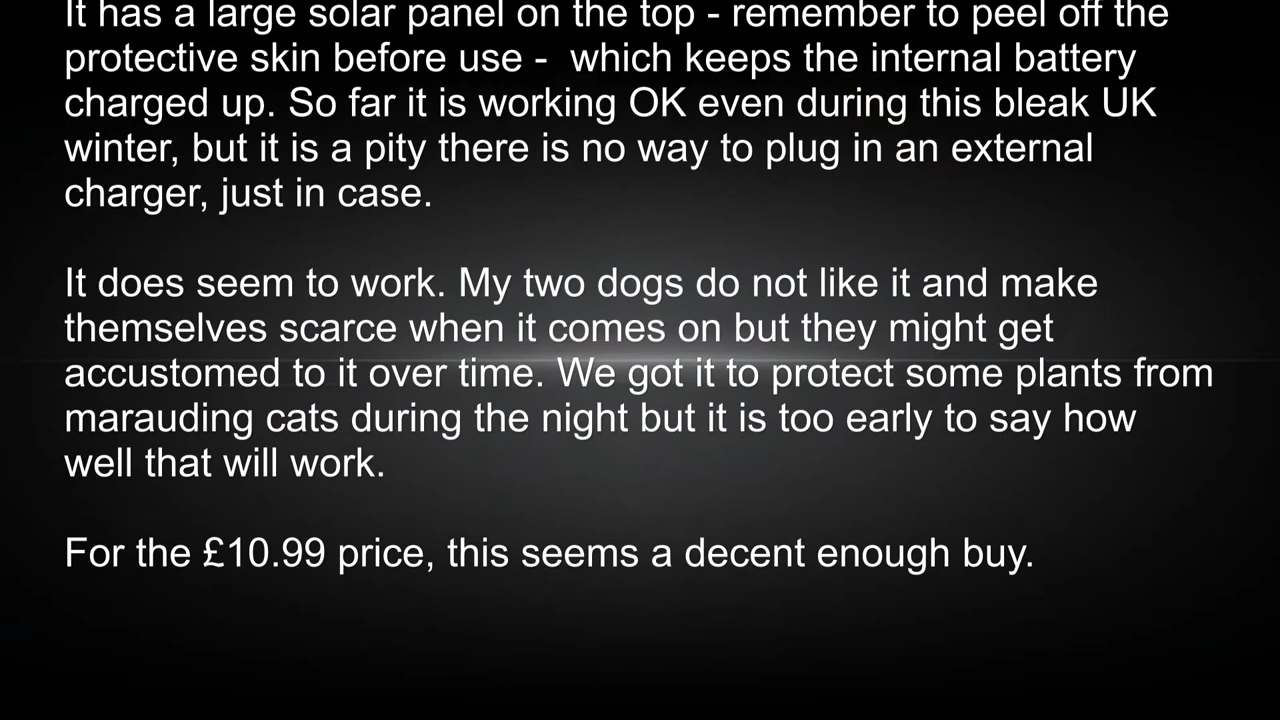 It has a large solar panel on the top - remember to peel off the
protective skin before use -  which keeps the internal battery
charged up. So far it is working OK even during this bleak UK
winter, but it is a pity there is no way to plug in an external
charger, just in case.
It does seem to work. My two dogs do not like it and make
themselves scarce when it comes on but they might get
accustomed to it over time. We got it to protect some plants from
marauding cats during the night but it is too early to say how
well that will work.
For the £10.99 price, this seems a decent enough buy.